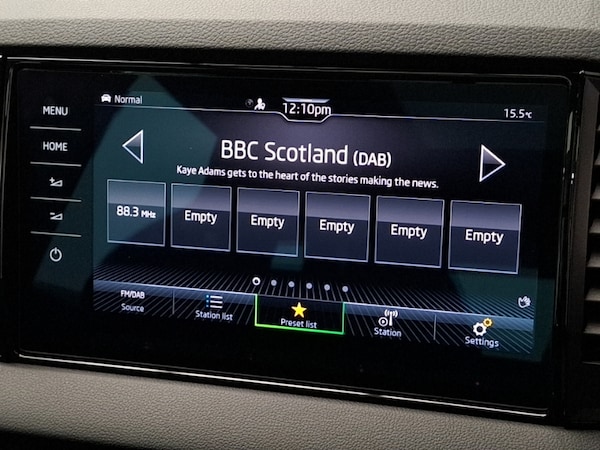 MENU
HOME
Normal
12:10pm
15.5°C
BBC Scotland (DAB)
Kaye Adams gets to the heart of the stories making the news.
88.3 MHz
Empty
Empty
Empty
Empty
Empty
FM/DAB
Source
Station list
Preset list
Station
Settings